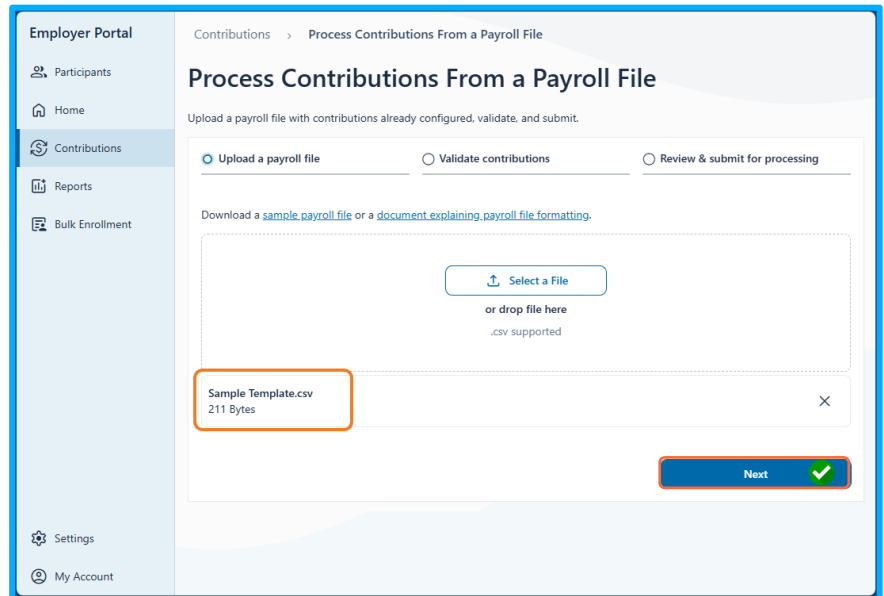 Employer Portal
Participants
Home
Contributions
Reports
Bulk Enrollment
Settings
My Account
Contributions > Process Contributions From a Payroll File
Process Contributions From a Payroll File
Upload a payroll file with contributions already configured, validate, and submit.
Upload a payroll file
Validate contributions
Review & submit for processing
Download a sample payroll file or a document explaining payroll file formatting.
Select a File
or drop file here
.csv supported
Sample Template.csv
211 Bytes
Next